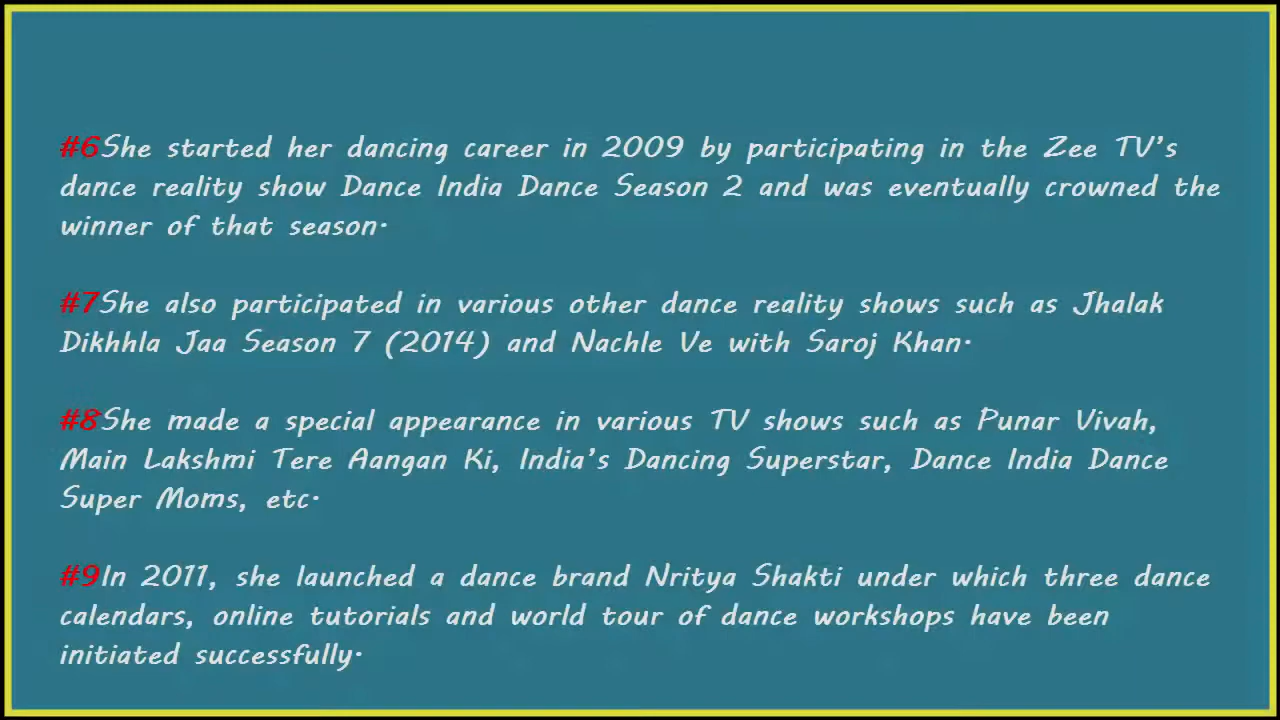 #6She started her dancing career in 2009 by participating in the Zee TV's
dance reality show Dance India Dance Season 2 and was eventually crowned the
winner of that season.
#7She also participated in various other dance reality shows such as Jhalak
Dikhhla Jaa Season 7 (2014) and Nachle Ve with Saroj Khan.
#8She made a special appearance in various TV shows such as Punar Vivah,
Main Lakshmi Tere Aangan Ki, India's Dancing Superstar, Dance India Dance
Super Moms, etc.
#9In 2011, she launched a dance brand Nritya Shakti under which three dance
calendars, online tutorials and world tour of dance workshops have been
initiated successfully.